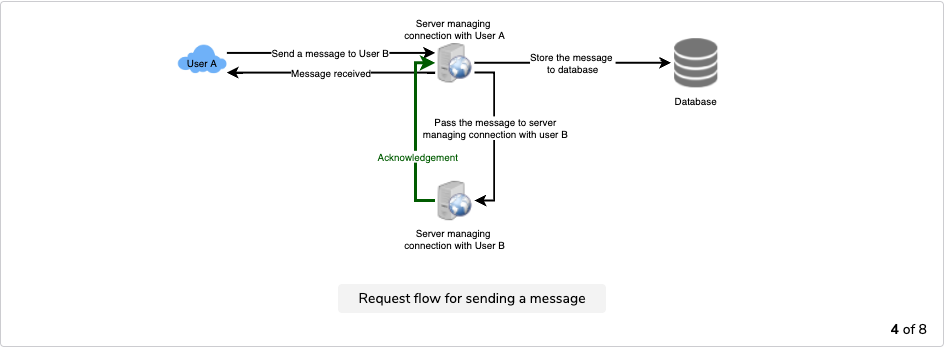 Server managing
connection with User A
User A
Send a message to User B
Message received
Store the message
to database
Database
Pass the message to server
managing connection with user B
Acknowledgement
Server managing
connection with User B
Request flow for sending a message
4 of 8